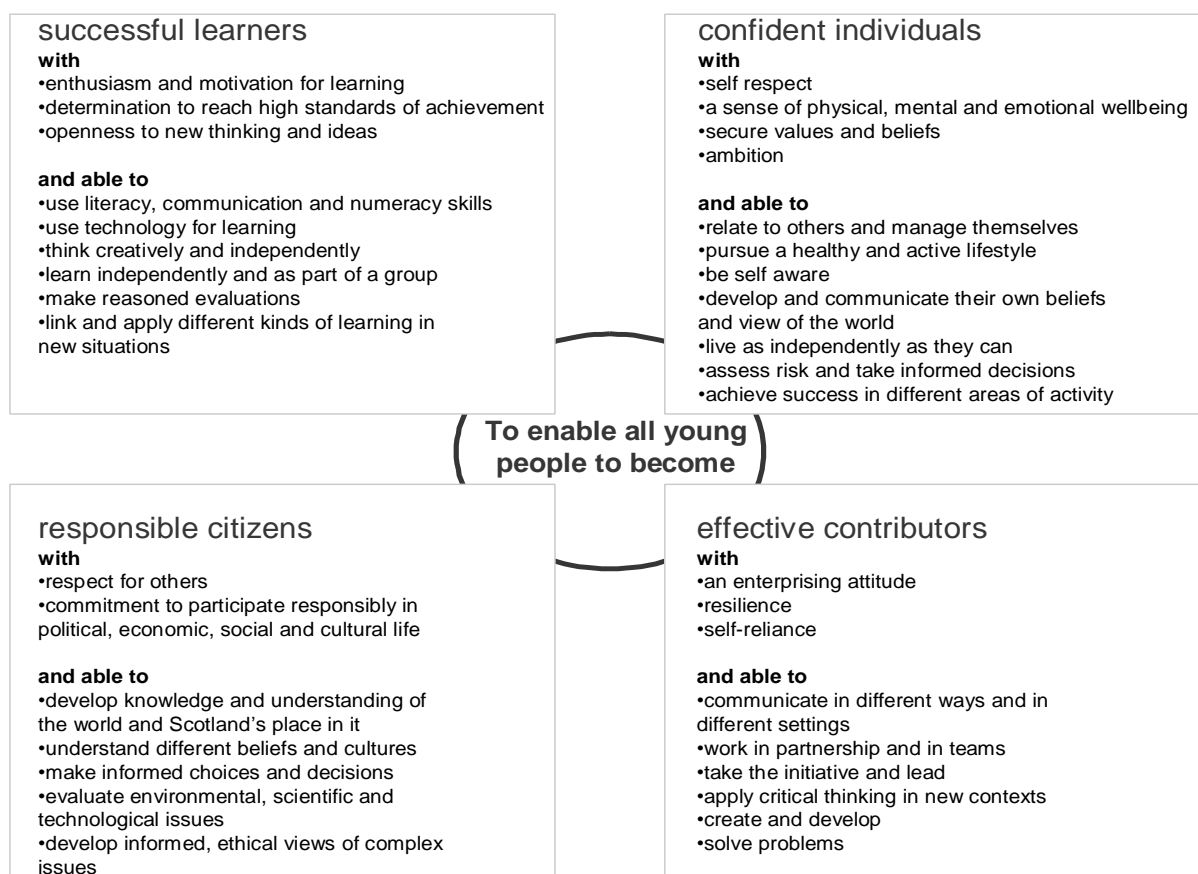 successful learners
with
•enthusiasm and motivation for learning
•determination to reach high standards of achievement
•openness to new thinking and ideas
and able to
•use literacy, communication and numeracy skills
•use technology for learning
•think creatively and independently
•learn independently and as part of a group
•make reasoned evaluations
•link and apply different kinds of learning in
new situations
confident individuals
with
•self respect
•a sense of physical, mental and emotional wellbeing
•secure values and beliefs
•ambition
and able to
•relate to others and manage themselves
•pursue a healthy and active lifestyle
•be self aware
•develop and communicate their own beliefs
and view of the world
•live as independently as they can
•assess risk and take informed decisions
•achieve success in different areas of activity
To enable all young
people to become
responsible citizens
with
•respect for others
•commitment to participate responsibly in
political, economic, social and cultural life
and able to
•develop knowledge and understanding of
the world and Scotland’s place in it
•understand different beliefs and cultures
•make informed choices and decisions
•evaluate environmental, scientific and
technological issues
•develop informed, ethical views of complex
issues
effective contributors
with
•an enterprising attitude
•resilience
•self-reliance
and able to
•communicate in different ways and in
different settings
•work in partnership and in teams
•take the initiative and lead
•apply critical thinking in new contexts
•create and develop
•solve problems